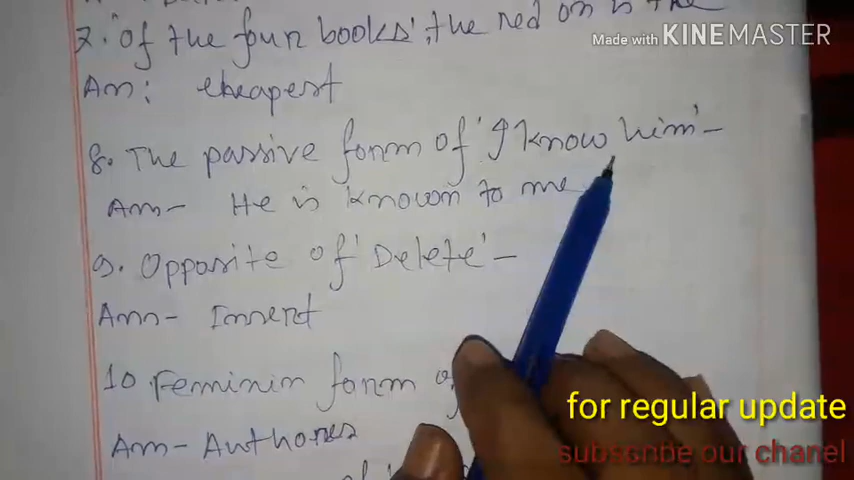 7. "Of the four books", the red on is the
Made with KINEMASTER
Ans: cheapest
8. The passive form of 'I know him' –
Ans- He is known to me
9. Opposite of 'Delete' –
Ans- Insert
10 Feminin form
for regular update
Ans- Authoress
subscribe our chanel
of